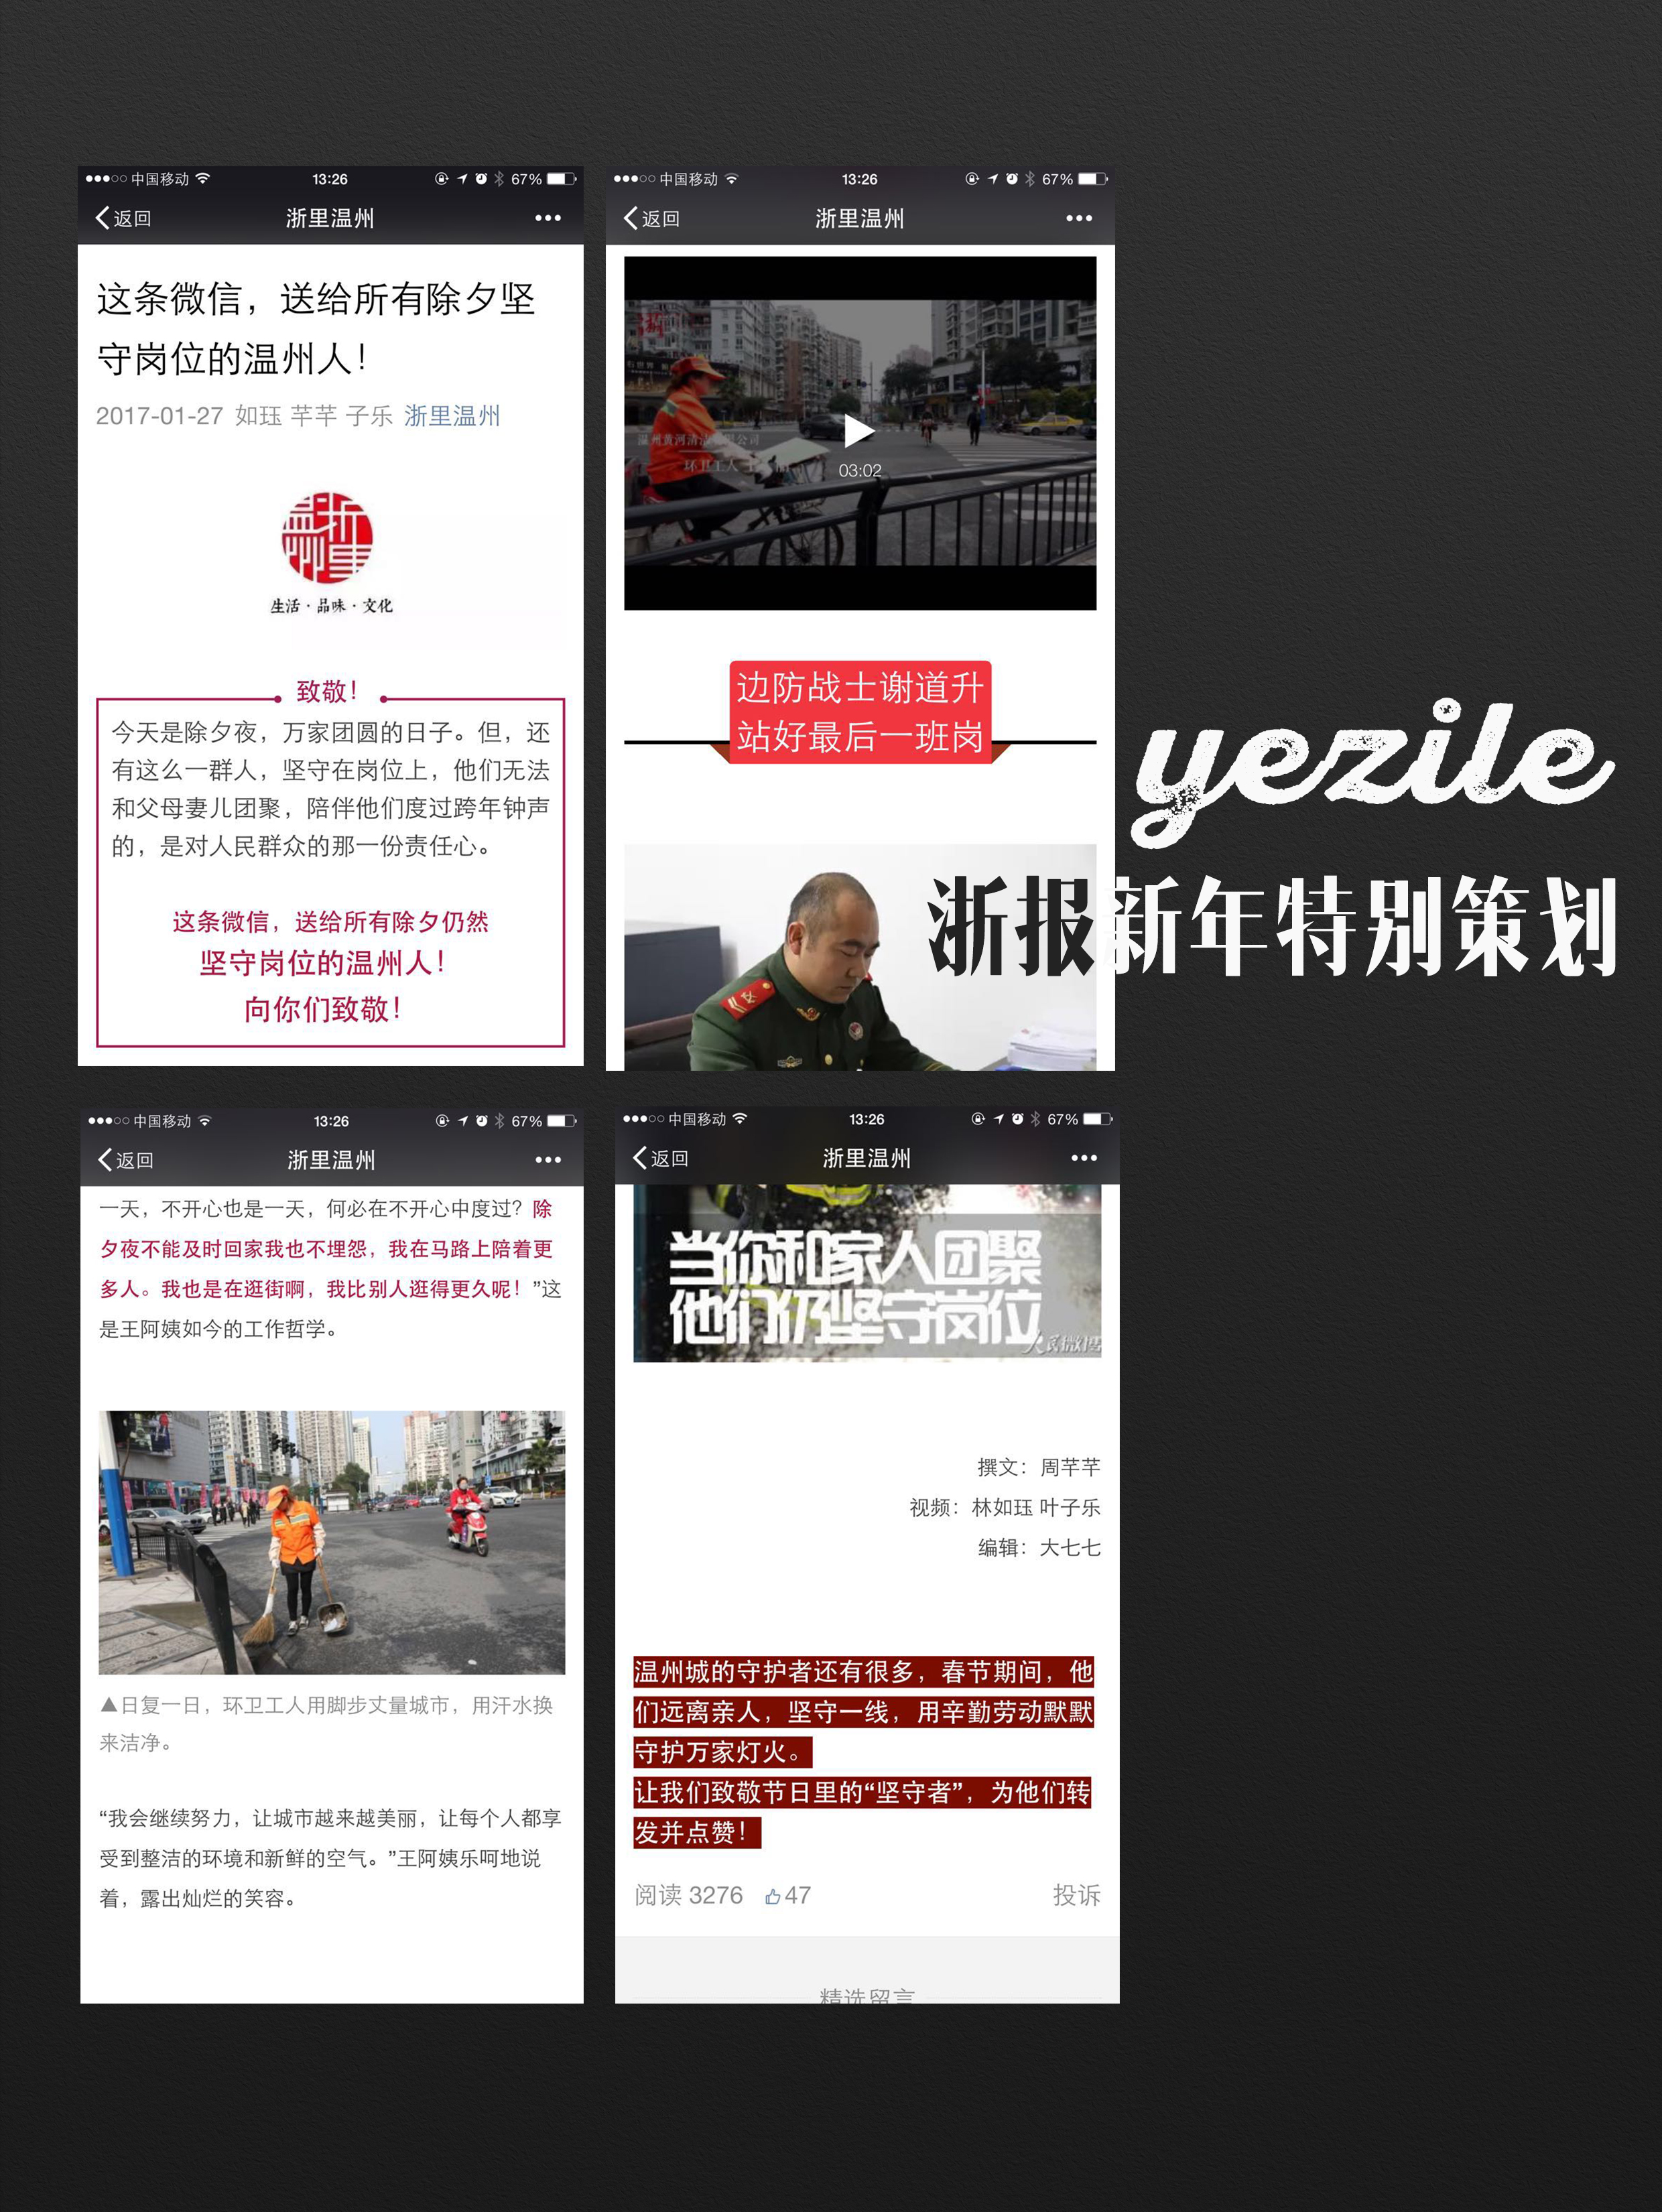 中国移动 13:26 67%
返回 浙里温州
这条微信，送给所有除夕坚
守岗位的温州人！
2017-01-27 如珏 芊芊 子乐 浙里温州
温州 浙里
生活·品味·文化
致敬！
今天是除夕夜，万家团圆的日子。但，还
有这么一群人，坚守在岗位上，他们无法
和父母妻儿团聚，陪伴他们度过跨年钟声
的，是对人民群众的那一份责任心。
这条微信，送给所有除夕仍然
坚守岗位的温州人！
向你们致敬！
中国移动 13:26 67%
返回 浙里温州
温州黄河清洁有限公司
环卫工人 王
03:02
边防战士谢道升
站好最后一班岗
yezile
浙报新年特别策划
中国移动 13:26 67%
返回 浙里温州
一天，不开心也是一天，何必在不开心中度过？除
夕夜不能及时回家我也不埋怨，我在马路上陪着更
多人。我也是在逛街啊，我比别人逛得更久呢！”这
是王阿姨如今的工作哲学。
▲日复一日，环卫工人用脚步丈量城市，用汗水换
来洁净。
“我会继续努力，让城市越来越美丽，让每个人都享
受到整洁的环境和新鲜的空气。”王阿姨乐呵地说
着，露出灿烂的笑容。
中国移动 13:26 67%
返回 浙里温州
当你和家人团聚
他们仍坚守岗位
人民微博
撰文：周芊芊
视频：林如珏 叶子乐
编辑：大七七
温州城的守护者还有很多，春节期间，他
们远离亲人，坚守一线，用辛勤劳动默默
守护万家灯火。
让我们致敬节日里的“坚守者”，为他们转
发并点赞！
阅读 3276 47 投诉
精选留言